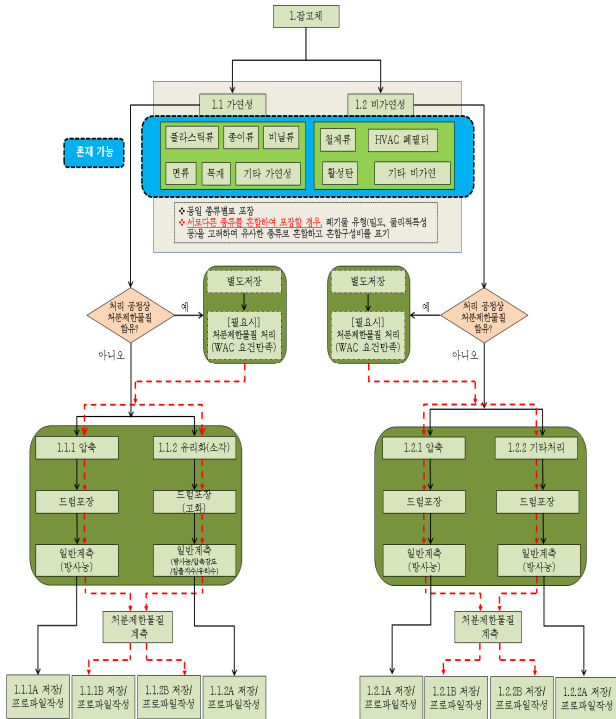 1.잡고체
1.1 가연성
1.2 비가연성
혼재 가능
플라스틱류
종이류
비닐류
면류
목재
기타 가연성
철재류
HVAC 폐필터
활성탄
기타 비가연
❖ 동일 종류별로 포장
❖ 서로다른 종류를 혼합하여 포장할 경우, 폐기물 유형(밀도, 물리적특성
등)을 고려하여 유사한 종류로 혼합하고 혼합구성비를 표기
처리 공정상
처분제한물질
함유?
예
아니오
별도저장
[필요시]
처분제한물질 처리
(WAC 요건만족)
별도저장
[필요시]
처분제한물질 처리
(WAC 요건만족)
예
처리 공정상
처분제한물질
함유?
아니오
1.1.1 압축
1.1.2 유리화(소각)
드럼포장
드럼포장
(고화)
일반계측
(방사능)
일반계측
(방사능/압축강도
/침출지수/유리수)
1.2.1 압축
1.2.2 기타처리
드럼포장
드럼포장
일반계측
(방사능)
일반계측
(방사능)
처분제한물질
계측
처분제한물질
계측
1.1.1A 저장/
프로파일작성
1.1.1B 저장/
프로파일작성
1.1.2B 저장/
프로파일작성
1.1.2A 저장/
프로파일작성
1.2.1A 저장/
프로파일작성
1.2.1B 저장/
프로파일작성
1.2.2B 저장/
프로파일작성
1.2.2A 저장/
프로파일작성